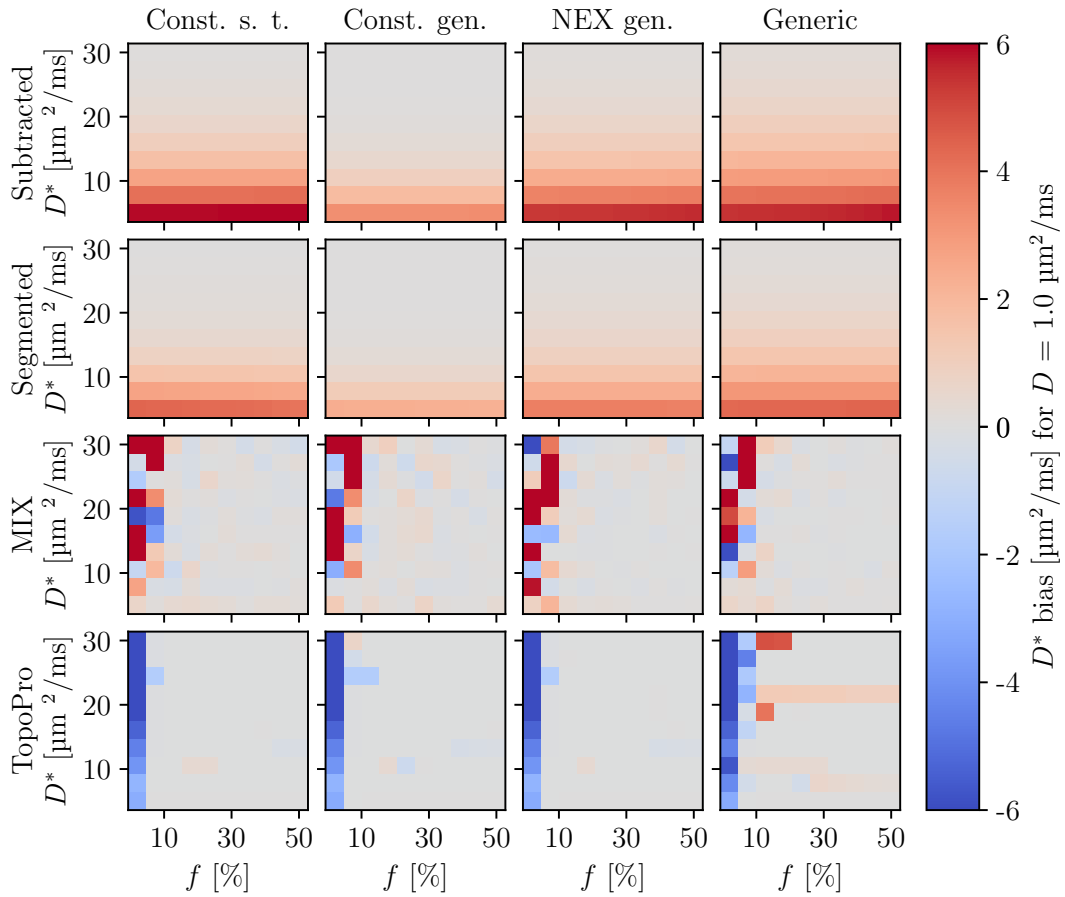 Const. s. t.
Const. gen.
NEX gen.
Generic
Subtracted
D* [µm ²/ms]
30
20
10
Segmented
D* [µm ²/ms]
30
20
10
MIX
D* [µm ²/ms]
30
20
10
TopoPro
D* [µm ²/ms]
30
20
10
10
30
50
10
30
50
10
30
50
10
30
50
f [%]
f [%]
f [%]
f [%]
6
4
2
0
-2
-4
-6
D* bias [µm²/ms] for D = 1.0 µm²/ms